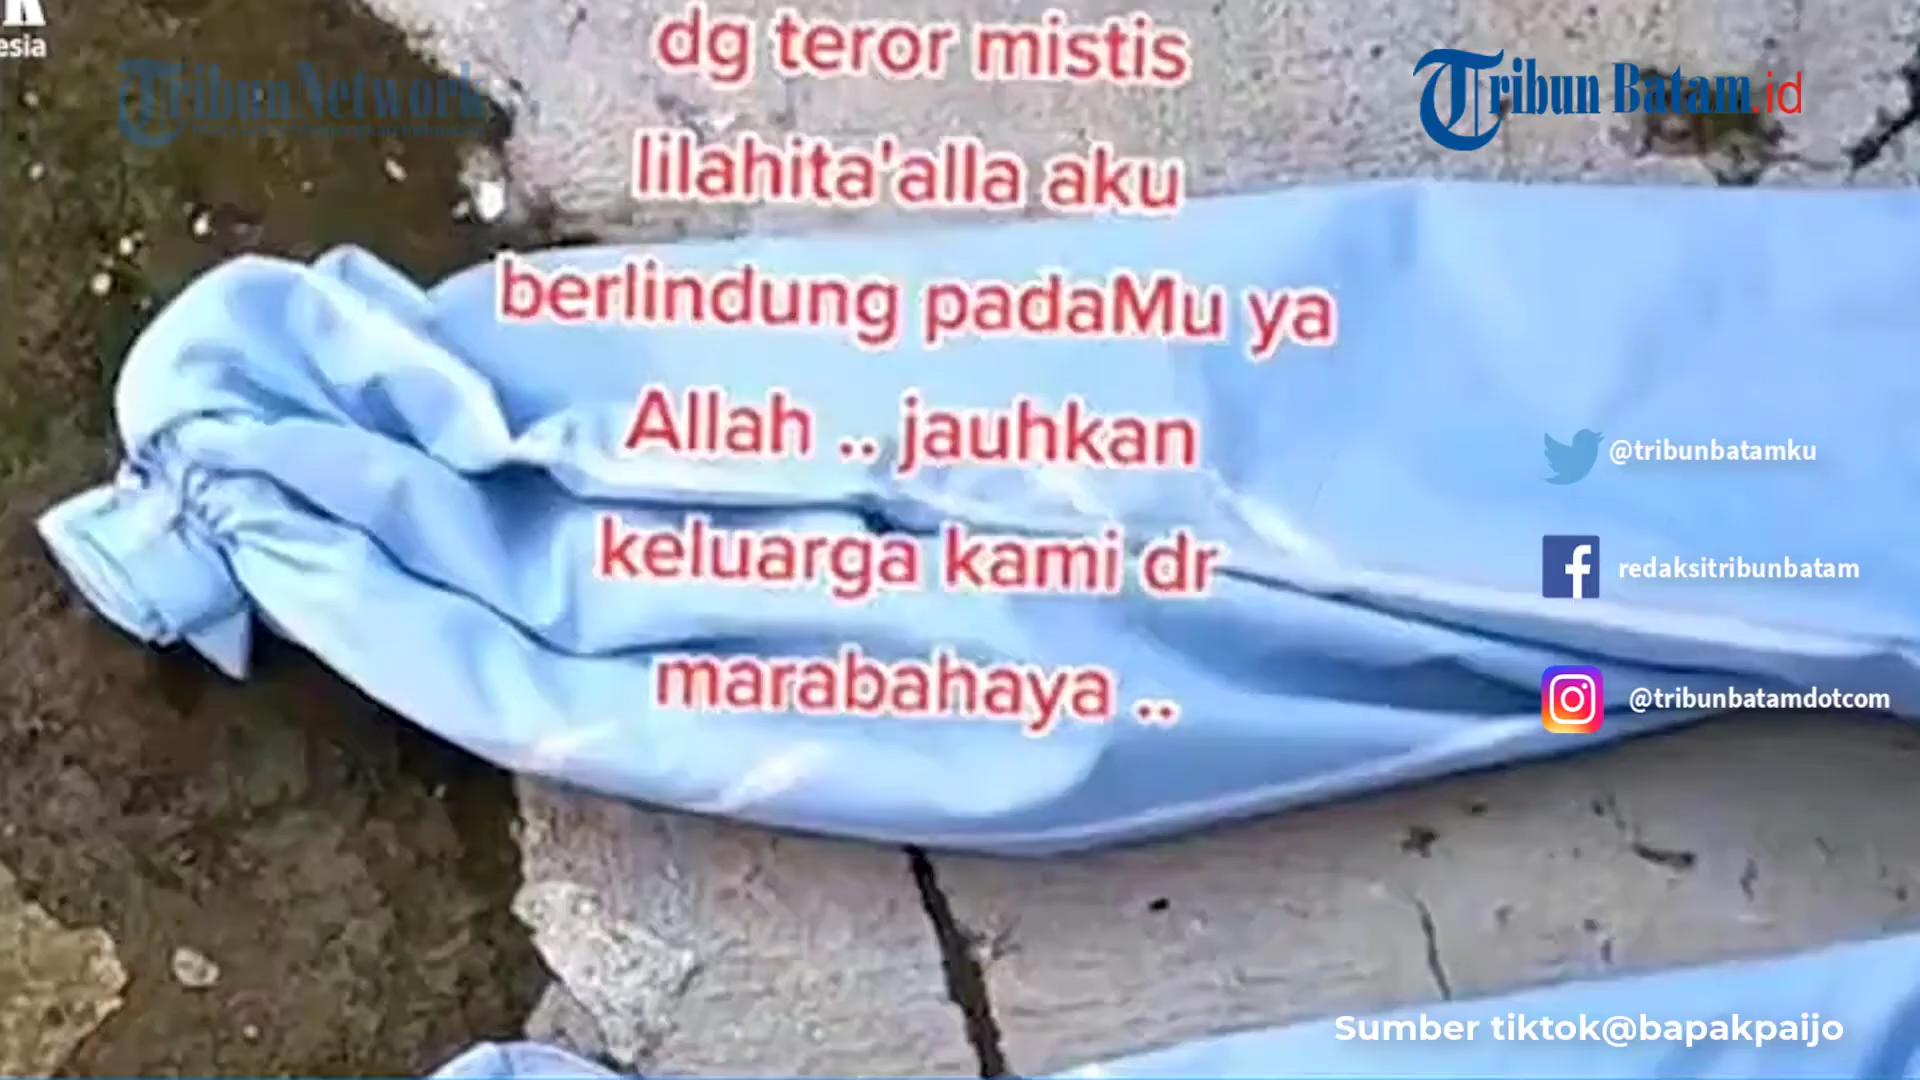 esia
TribunNetwork
Tribun Batam.id
dg teror mistis
lilahita'alla aku
berlindung padaMu ya
Allah .. jauhkan
keluarga kami dr
marabahaya ..
@tribunbatamku
redaksitribunbatam
@tribunbatamdotcom
Sumber tiktok@bapakpaijo